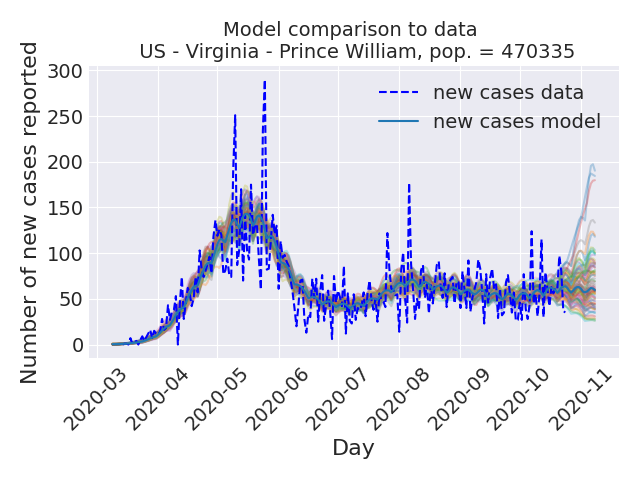 Model comparison to data
US - Virginia - Prince William, pop. = 470335
Number of new cases reported
300
250
200
150
100
50
0
new cases data
new cases model
2020-03
2020-04
2020-05
2020-06
2020-07
2020-08
2020-09
2020-10
2020-11
Day